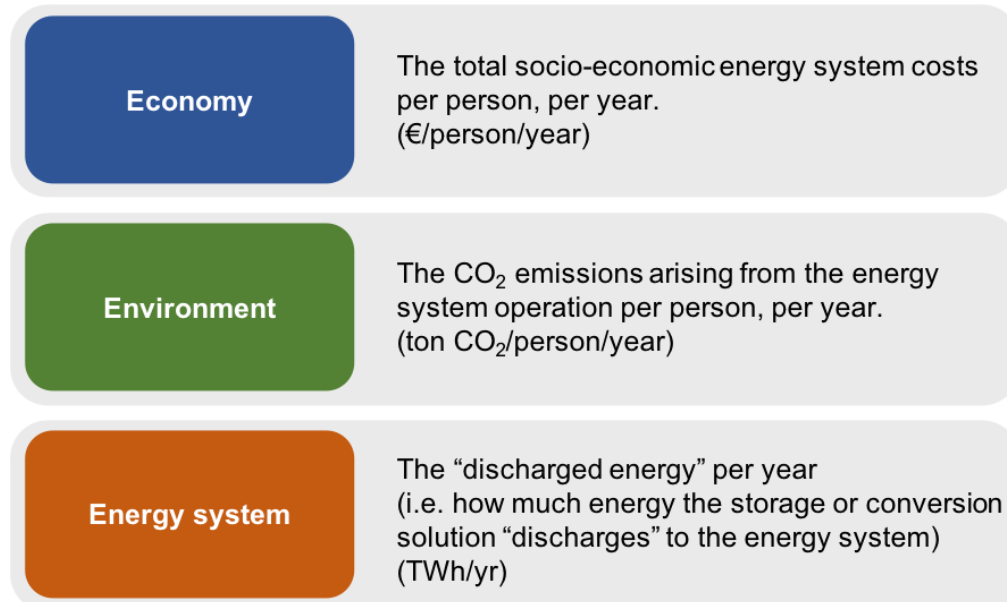 Economy
The total socio-economic energy system costs
per person, per year.
(€/person/year)
Environment
The CO₂ emissions arising from the energy
system operation per person, per year.
(ton CO₂/person/year)
Energy system
The “discharged energy” per year
(i.e. how much energy the storage or conversion
solution “discharges” to the energy system)
(TWh/yr)